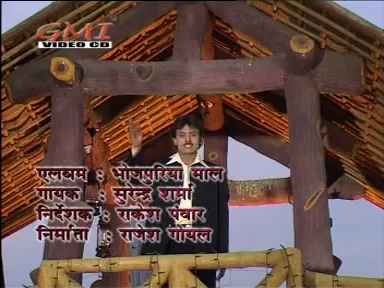 GMI
VIDEO CD
एलबम : भोजपुरिया माल
गायक : सुरेन्द्र शर्मा
निर्देशक : राकेश पंवार
निर्माता : राजेश गोयल